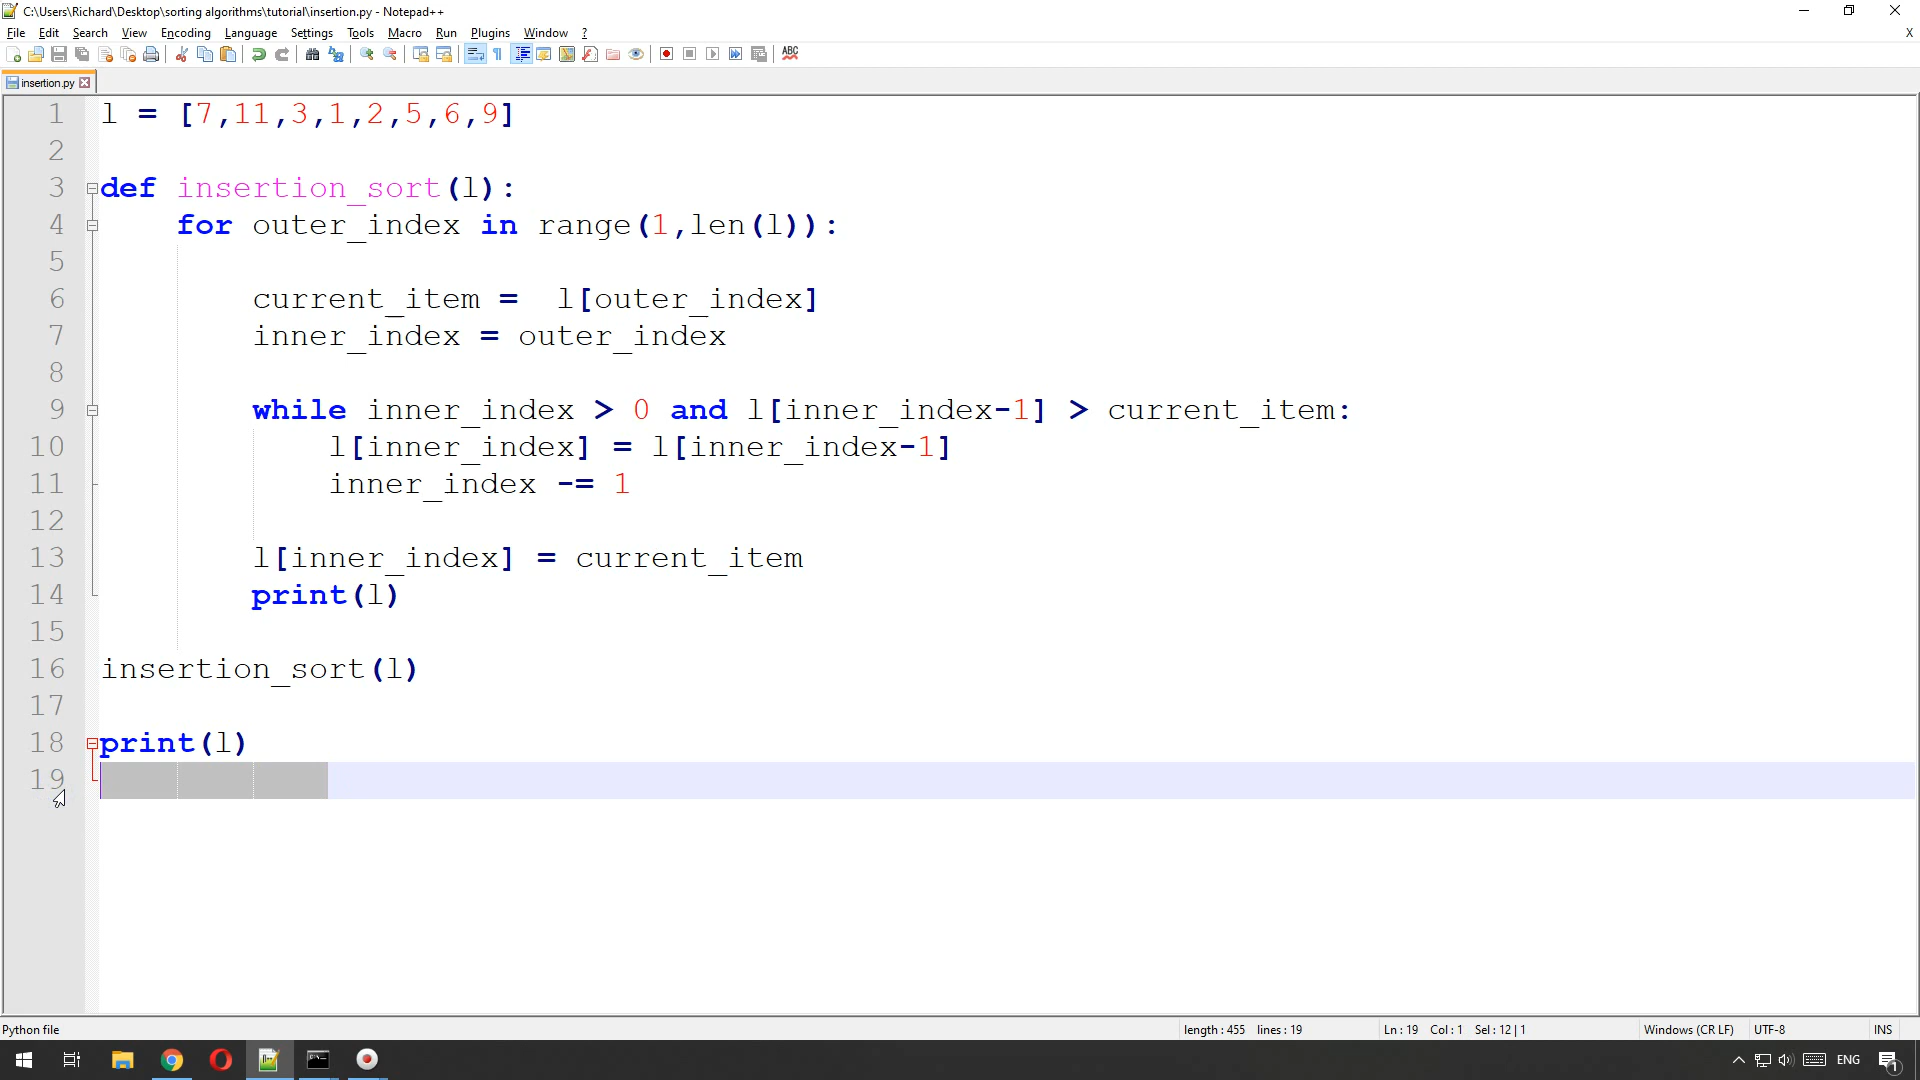 C:\Users\Richard\Desktop\sorting algorithms\tutorial\insertion.py - Notepad++
File Edit Search View Encoding Language Settings Tools Macro Run Plugins Window ? X
ABC
insertion.py
1 l = [7,11,3,1,2,5,6,9]
2
3 def insertion_sort(l):
4     for outer_index in range(1,len(l)):
5
6         current_item =  l[outer_index]
7         inner_index = outer_index
8
9         while inner_index > 0 and l[inner_index-1] > current_item:
10             l[inner_index] = l[inner_index-1]
11             inner_index -= 1
12
13         l[inner_index] = current_item
14         print(l)
15
16 insertion_sort(l)
17
18 print(l)
19
Python file length : 455 lines : 19 Ln : 19 Col : 1 Sel : 12 | 1 Windows (CR LF) UTF-8 INS
ENG 1